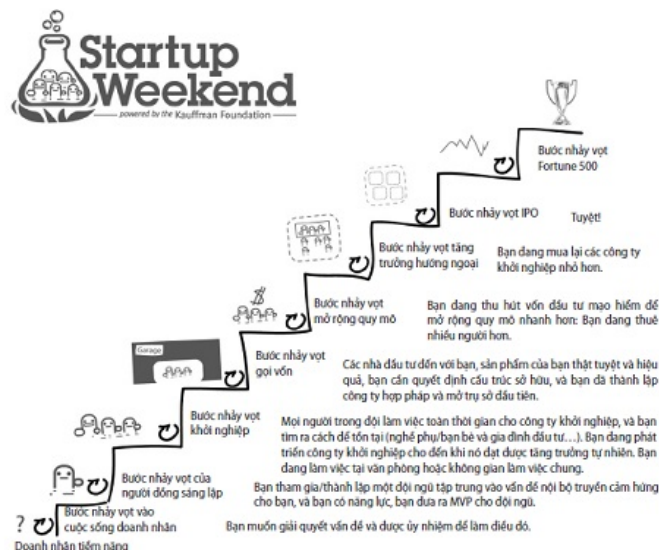 Startup
Weekend
powered by the Kauffman Foundation
Bước nhảy vọt
Fortune 500
Bước nhảy vọt IPO
Tuyệt!
Bước nhảy vọt tăng
trưởng hướng ngoại
Bạn đang mua lại các công ty
khởi nghiệp nhỏ hơn.
Bước nhảy vọt
mở rộng quy mô
Bạn đang thu hút vốn đầu tư mạo hiểm để
mở rộng quy mô nhanh hơn: Bạn đang thuê
nhiều người hơn.
$
Garage
Bước nhảy vọt
gọi vốn
Các nhà đầu tư đến với bạn, sản phẩm của bạn thật tuyệt và hiệu
quả, bạn cần quyết định cấu trúc sở hữu, và bạn đã thành lập
công ty hợp pháp và mở trụ sở đầu tiên.
Bước nhảy vọt
khởi nghiệp
Mọi người trong đội làm việc toàn thời gian cho công ty khởi nghiệp, và bạn
tìm ra cách để tồn tại (nghề phụ/bạn bè và gia đình đầu tư...). Bạn đang phát
triển công ty khởi nghiệp cho đến khi nó đạt được tăng trưởng tự nhiên. Bạn
đang làm việc tại văn phòng hoặc không gian làm việc chung.
Bước nhảy vọt của
người đồng sáng lập
Bạn tham gia/thành lập một đội ngũ tập trung vào vấn đề nội bộ truyền cảm hứng
cho bạn, và bạn có năng lực, bạn đưa ra MVP cho đội ngũ.
Bước nhảy vọt vào
cuộc sống doanh nhân
Bạn muốn giải quyết vấn đề và được ủy nhiệm để làm điều đó.
?
Doanh nhân tiềm năng